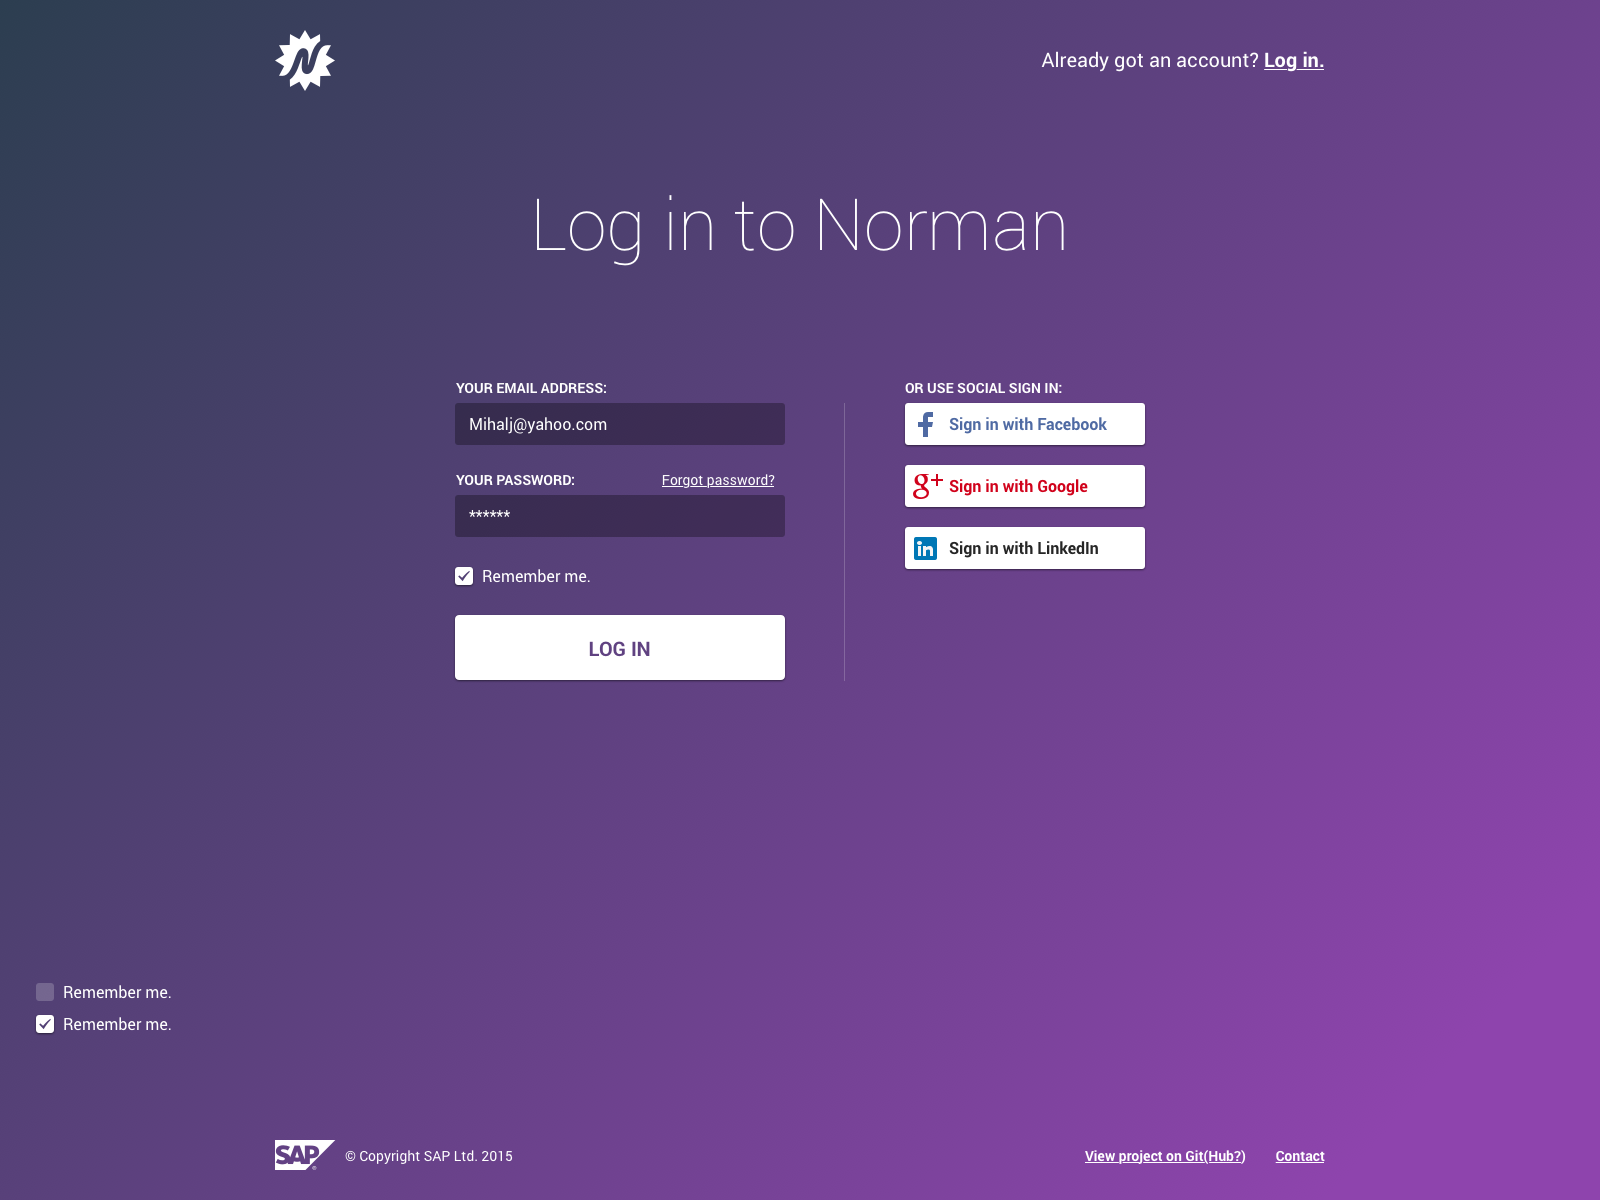 N
Already got an account? Log in.
Log in to Norman
YOUR EMAIL ADDRESS:
Mihalj@yahoo.com
YOUR PASSWORD:
Forgot password?
******
Remember me.
LOG IN
OR USE SOCIAL SIGN IN:
Sign in with Facebook
g+ Sign in with Google
in Sign in with LinkedIn
Remember me.
Remember me.
SAP® © Copyright SAP Ltd. 2015
View project on Git(Hub?)
Contact